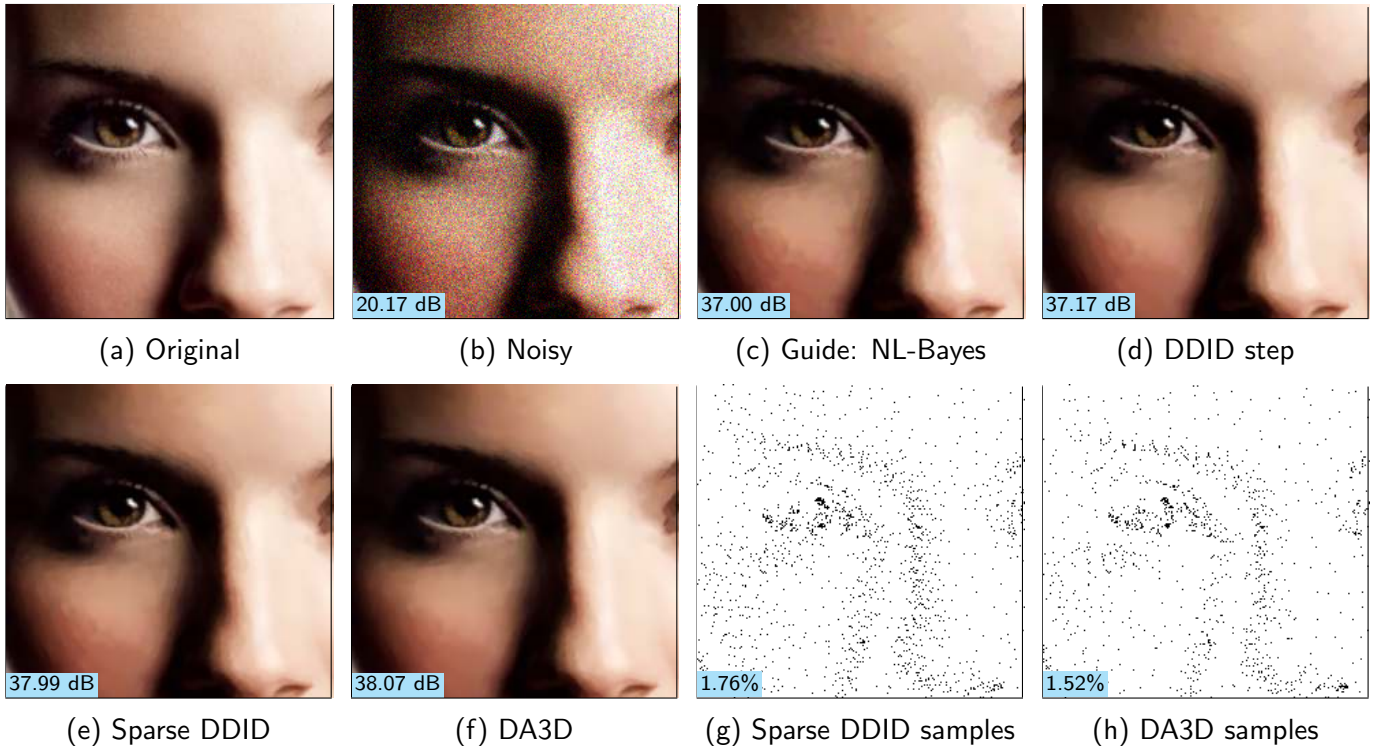 20.17 dB
37.00 dB
37.17 dB
(a) Original
(b) Noisy
(c) Guide: NL-Bayes
(d) DDID step
37.99 dB
38.07 dB
1.76%
1.52%
(e) Sparse DDID
(f) DA3D
(g) Sparse DDID samples
(h) DA3D samples